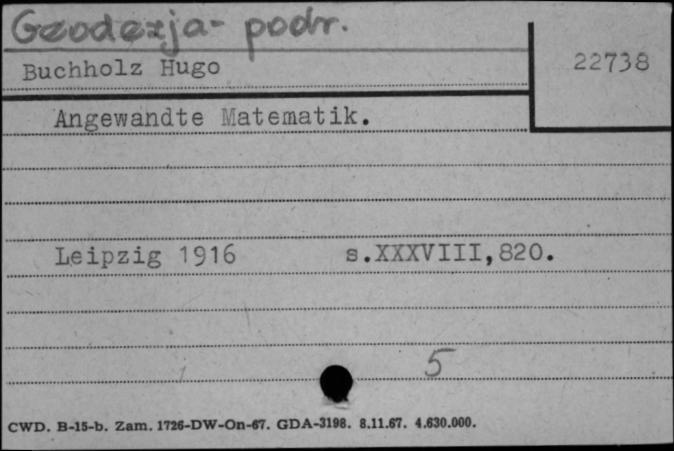 Geodezja- podr.
Buchholz Hugo
22738
Angewandte Matematik.
Leipzig 1916 s.XXXVIII,820.
5
CWD. B-15-b. Zam. 1726-DW-On-67. GDA-3198. 8.11.67. 4.630.000.